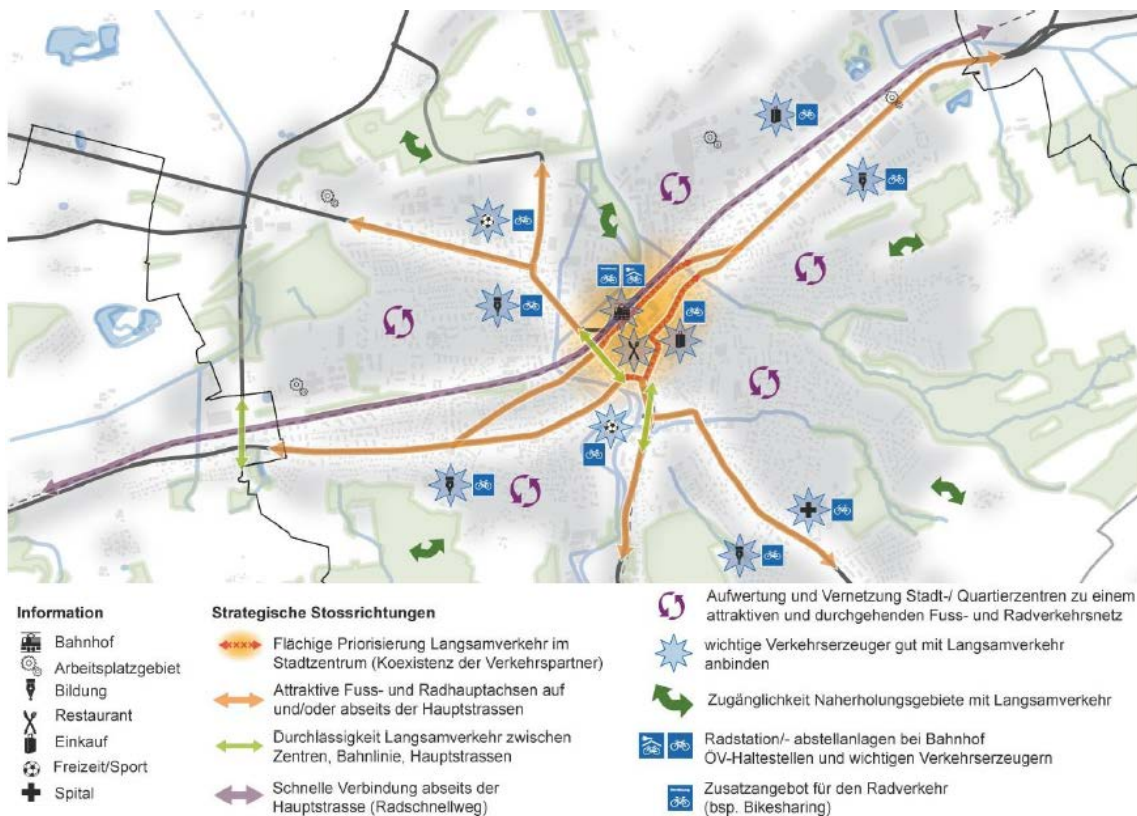 Information
Bahnhof
Arbeitsplatzgebiet
Bildung
Restaurant
Einkauf
Freizeit/Sport
Spital
Strategische Stossrichtungen
Flächige Priorisierung Langsamverkehr im
Stadtzentrum (Koexistenz der Verkehrspartner)
Attraktive Fuss- und Radhauptachsen auf
und/oder abseits der Hauptstrassen
Durchlässigkeit Langsamverkehr zwischen
Zentren, Bahnlinie, Hauptstrassen
Schnelle Verbindung abseits der
Hauptstrasse (Radschnellweg)
Aufwertung und Vernetzung Stadt-/ Quartierzentren zu einem
attraktiven und durchgehenden Fuss- und Radverkehrsnetz
wichtige Verkehrserzeuger gut mit Langsamverkehr
anbinden
Zugänglichkeit Naherholungsgebiete mit Langsamverkehr
Radstation/- abstellanlagen bei Bahnhof
ÖV-Haltestellen und wichtigen Verkehrserzeugern
Zusatzangebot für den Radverkehr
(bsp. Bikesharing)